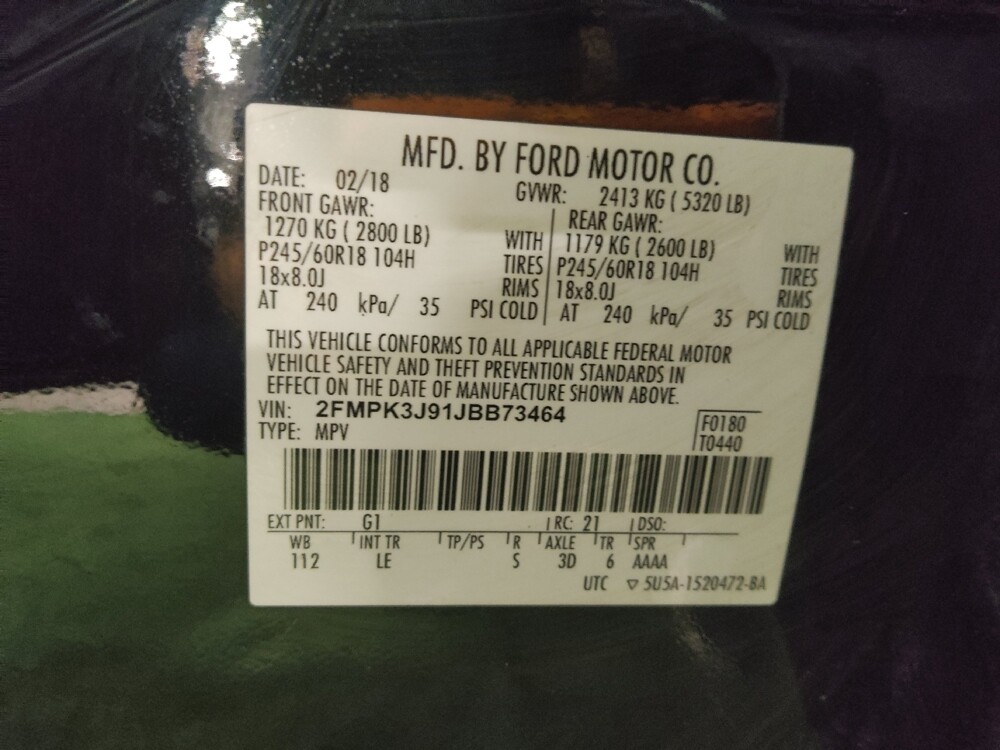 MFD. BY FORD MOTOR CO.
DATE: 02/18 GVWR: 2413 KG ( 5320 LB)
FRONT GAWR: REAR GAWR:
1270 KG ( 2800 LB) WITH 1179 KG ( 2600 LB) WITH
P245/60R18 104H TIRES P245/60R18 104H TIRES
18x8.0J RIMS 18x8.0J RIMS
AT 240 kPa/ 35 PSI COLD AT 240 kPa/ 35 PSI COLD
THIS VEHICLE CONFORMS TO ALL APPLICABLE FEDERAL MOTOR
VEHICLE SAFETY AND THEFT PREVENTION STANDARDS IN
EFFECT ON THE DATE OF MANUFACTURE SHOWN ABOVE.
VIN: 2FMPK3J91JBB73464 F0180
TYPE: MPV T0440
EXT PNT: G1 RC: 21 DSO:
WB INT TR TP/PS R AXLE TR SPR
112 LE S 3D 6 AAAA
UTC ▽ 5U5A-1520472-BA